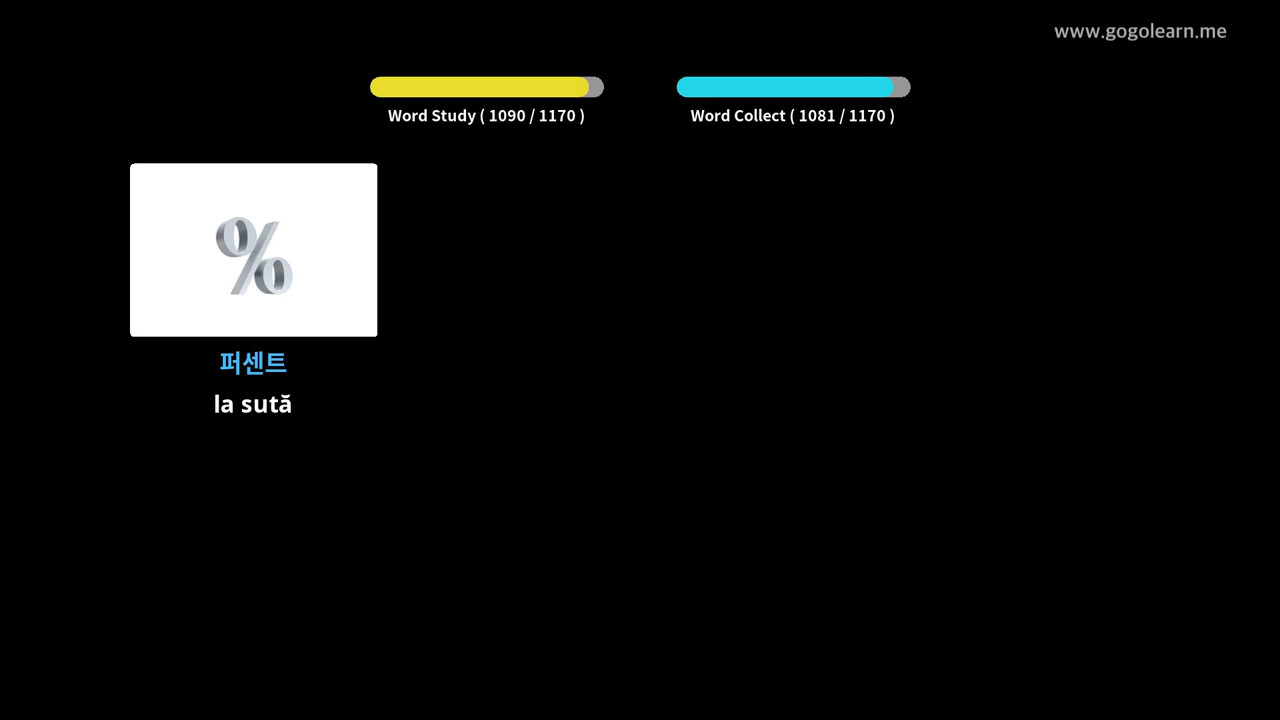 www.gogolearn.me
Word Study ( 1090 / 1170 )
Word Collect ( 1081 / 1170 )
%
퍼센트
la sută